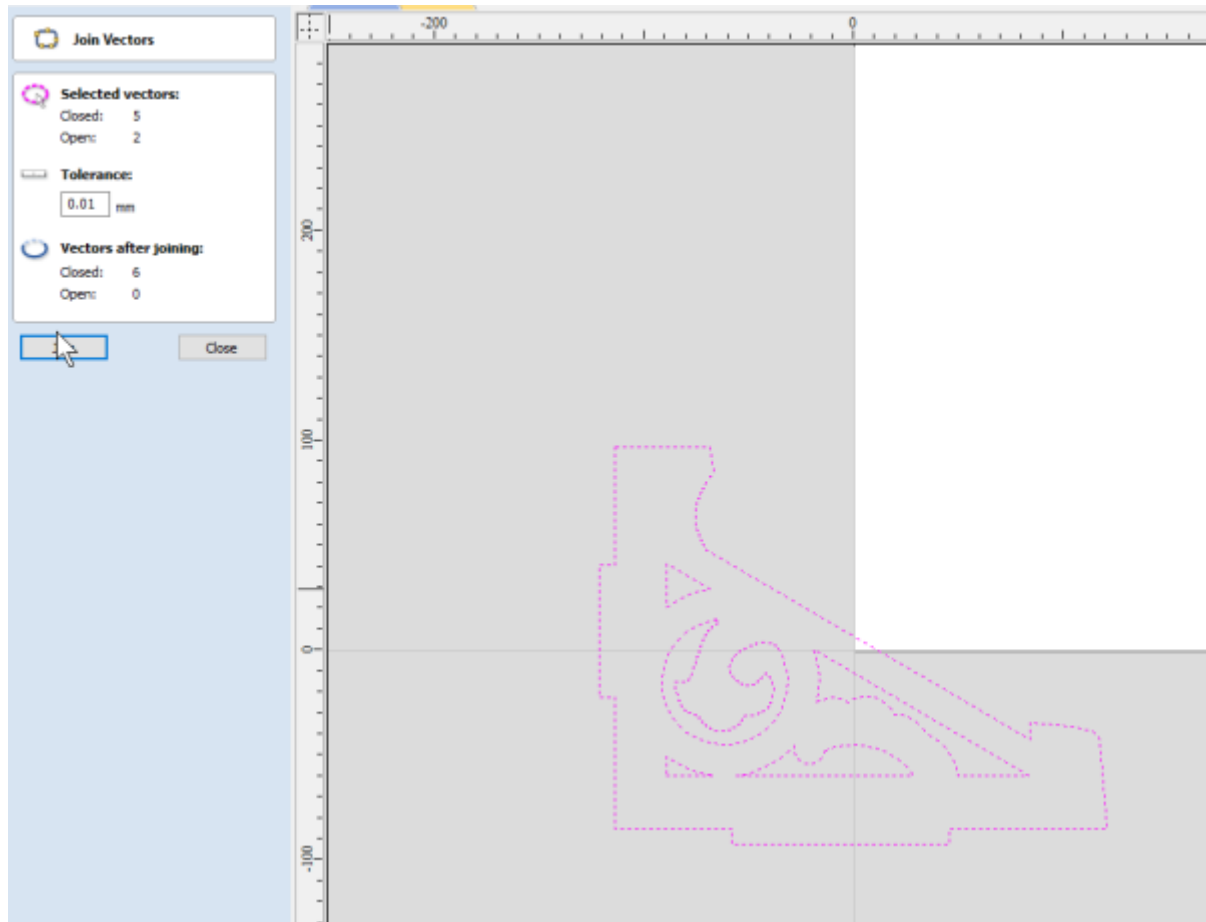 Join Vectors
Selected vectors:
Closed: 5
Open: 2
Tolerance:
0.01 mm
Vectors after joining:
Closed: 6
Open: 0
Close
-200 0
200
100
0
-100